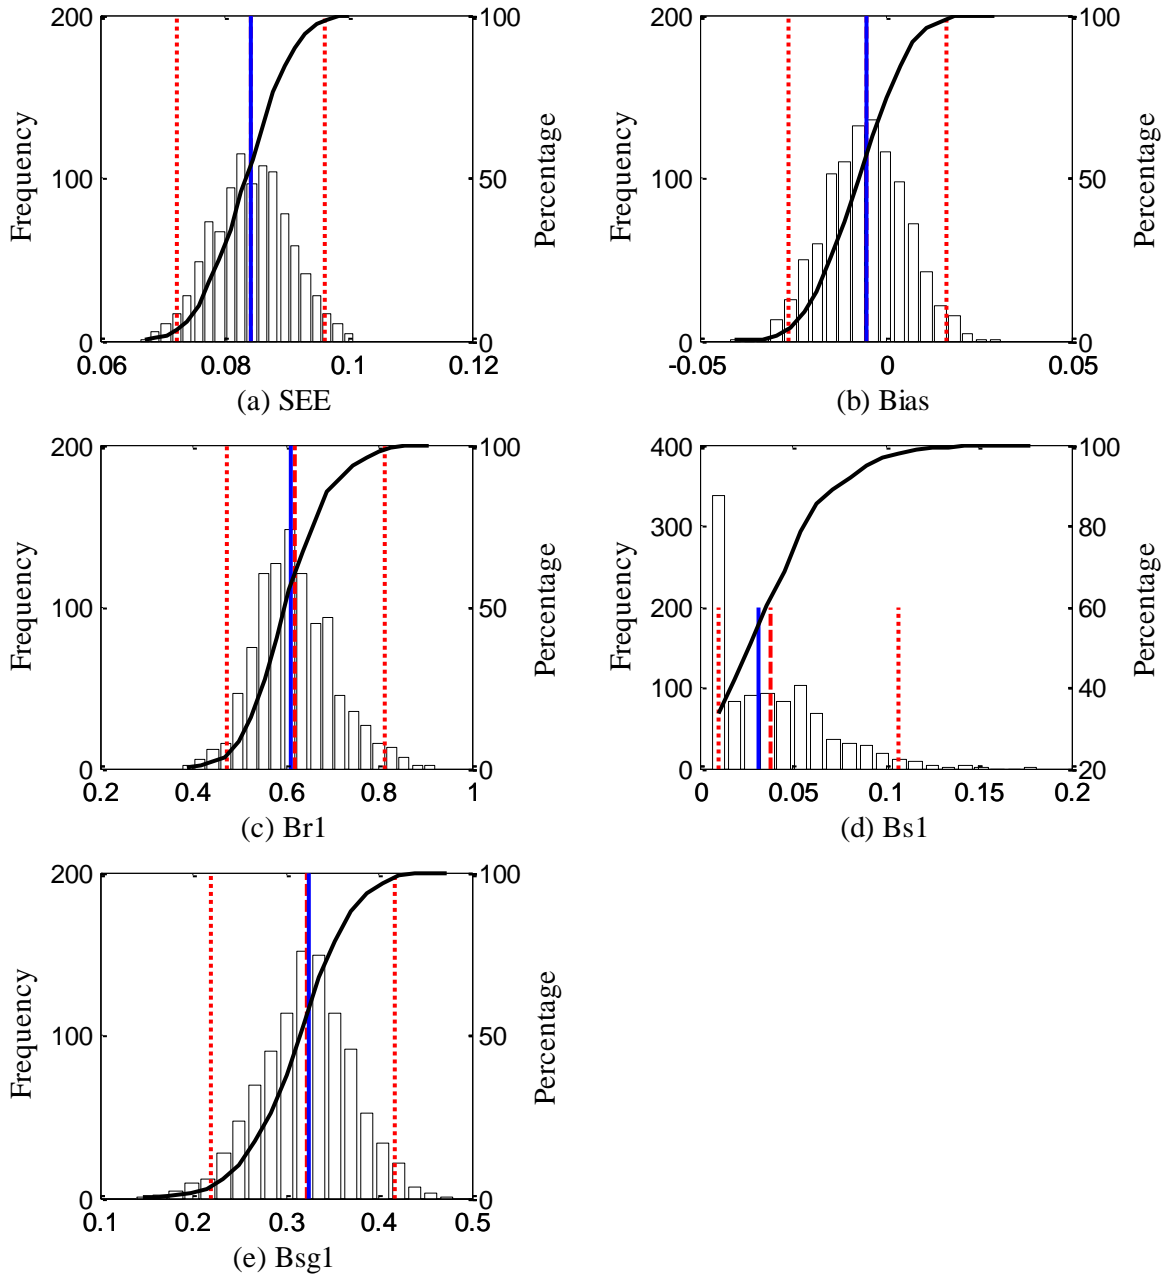 200 100 200 100
Frequency Percentage Frequency Percentage
100 50 100 50
0 0 0 0
0.06 0.08 0.1 0.12 -0.05 0 0.05
(a) SEE (b) Bias
200 100 400 100
300 80
Frequency Percentage Frequency Percentage
100 50 200 60
100 40
0 0 0 20
0.2 0.4 0.6 0.8 1 0 0.05 0.1 0.15 0.2
(c) Br1 (d) Bs1
200 100
Frequency Percentage
100 50
0 0
0.1 0.2 0.3 0.4 0.5
(e) Bsg1